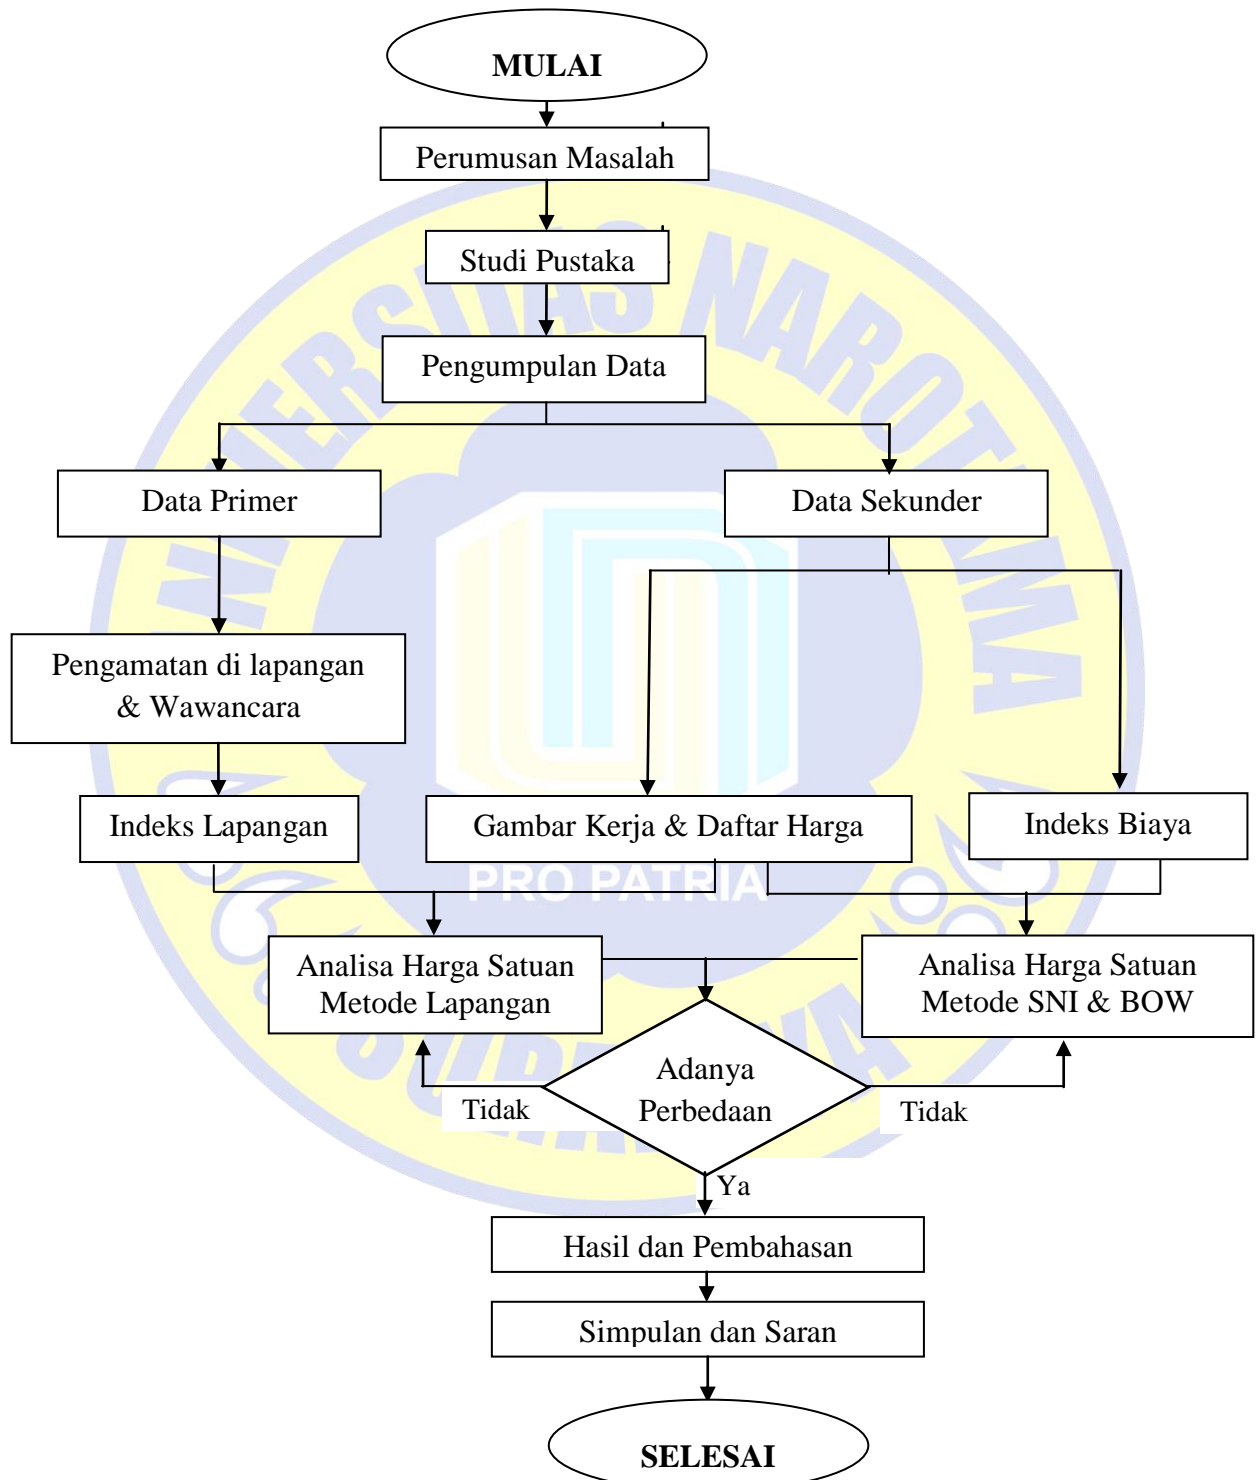 MULAI
Perumusan Masalah
Studi Pustaka
Pengumpulan Data
Data Primer
Data Sekunder
Pengamatan di lapangan
& Wawancara
Indeks Lapangan
Gambar Kerja & Daftar Harga
Indeks Biaya
Analisa Harga Satuan
Metode Lapangan
Analisa Harga Satuan
Metode SNI & BOW
Adanya
Perbedaan
Tidak
Tidak
Ya
Hasil dan Pembahasan
Simpulan dan Saran
SELESAI
NAROTAMA
PRO PATRIA